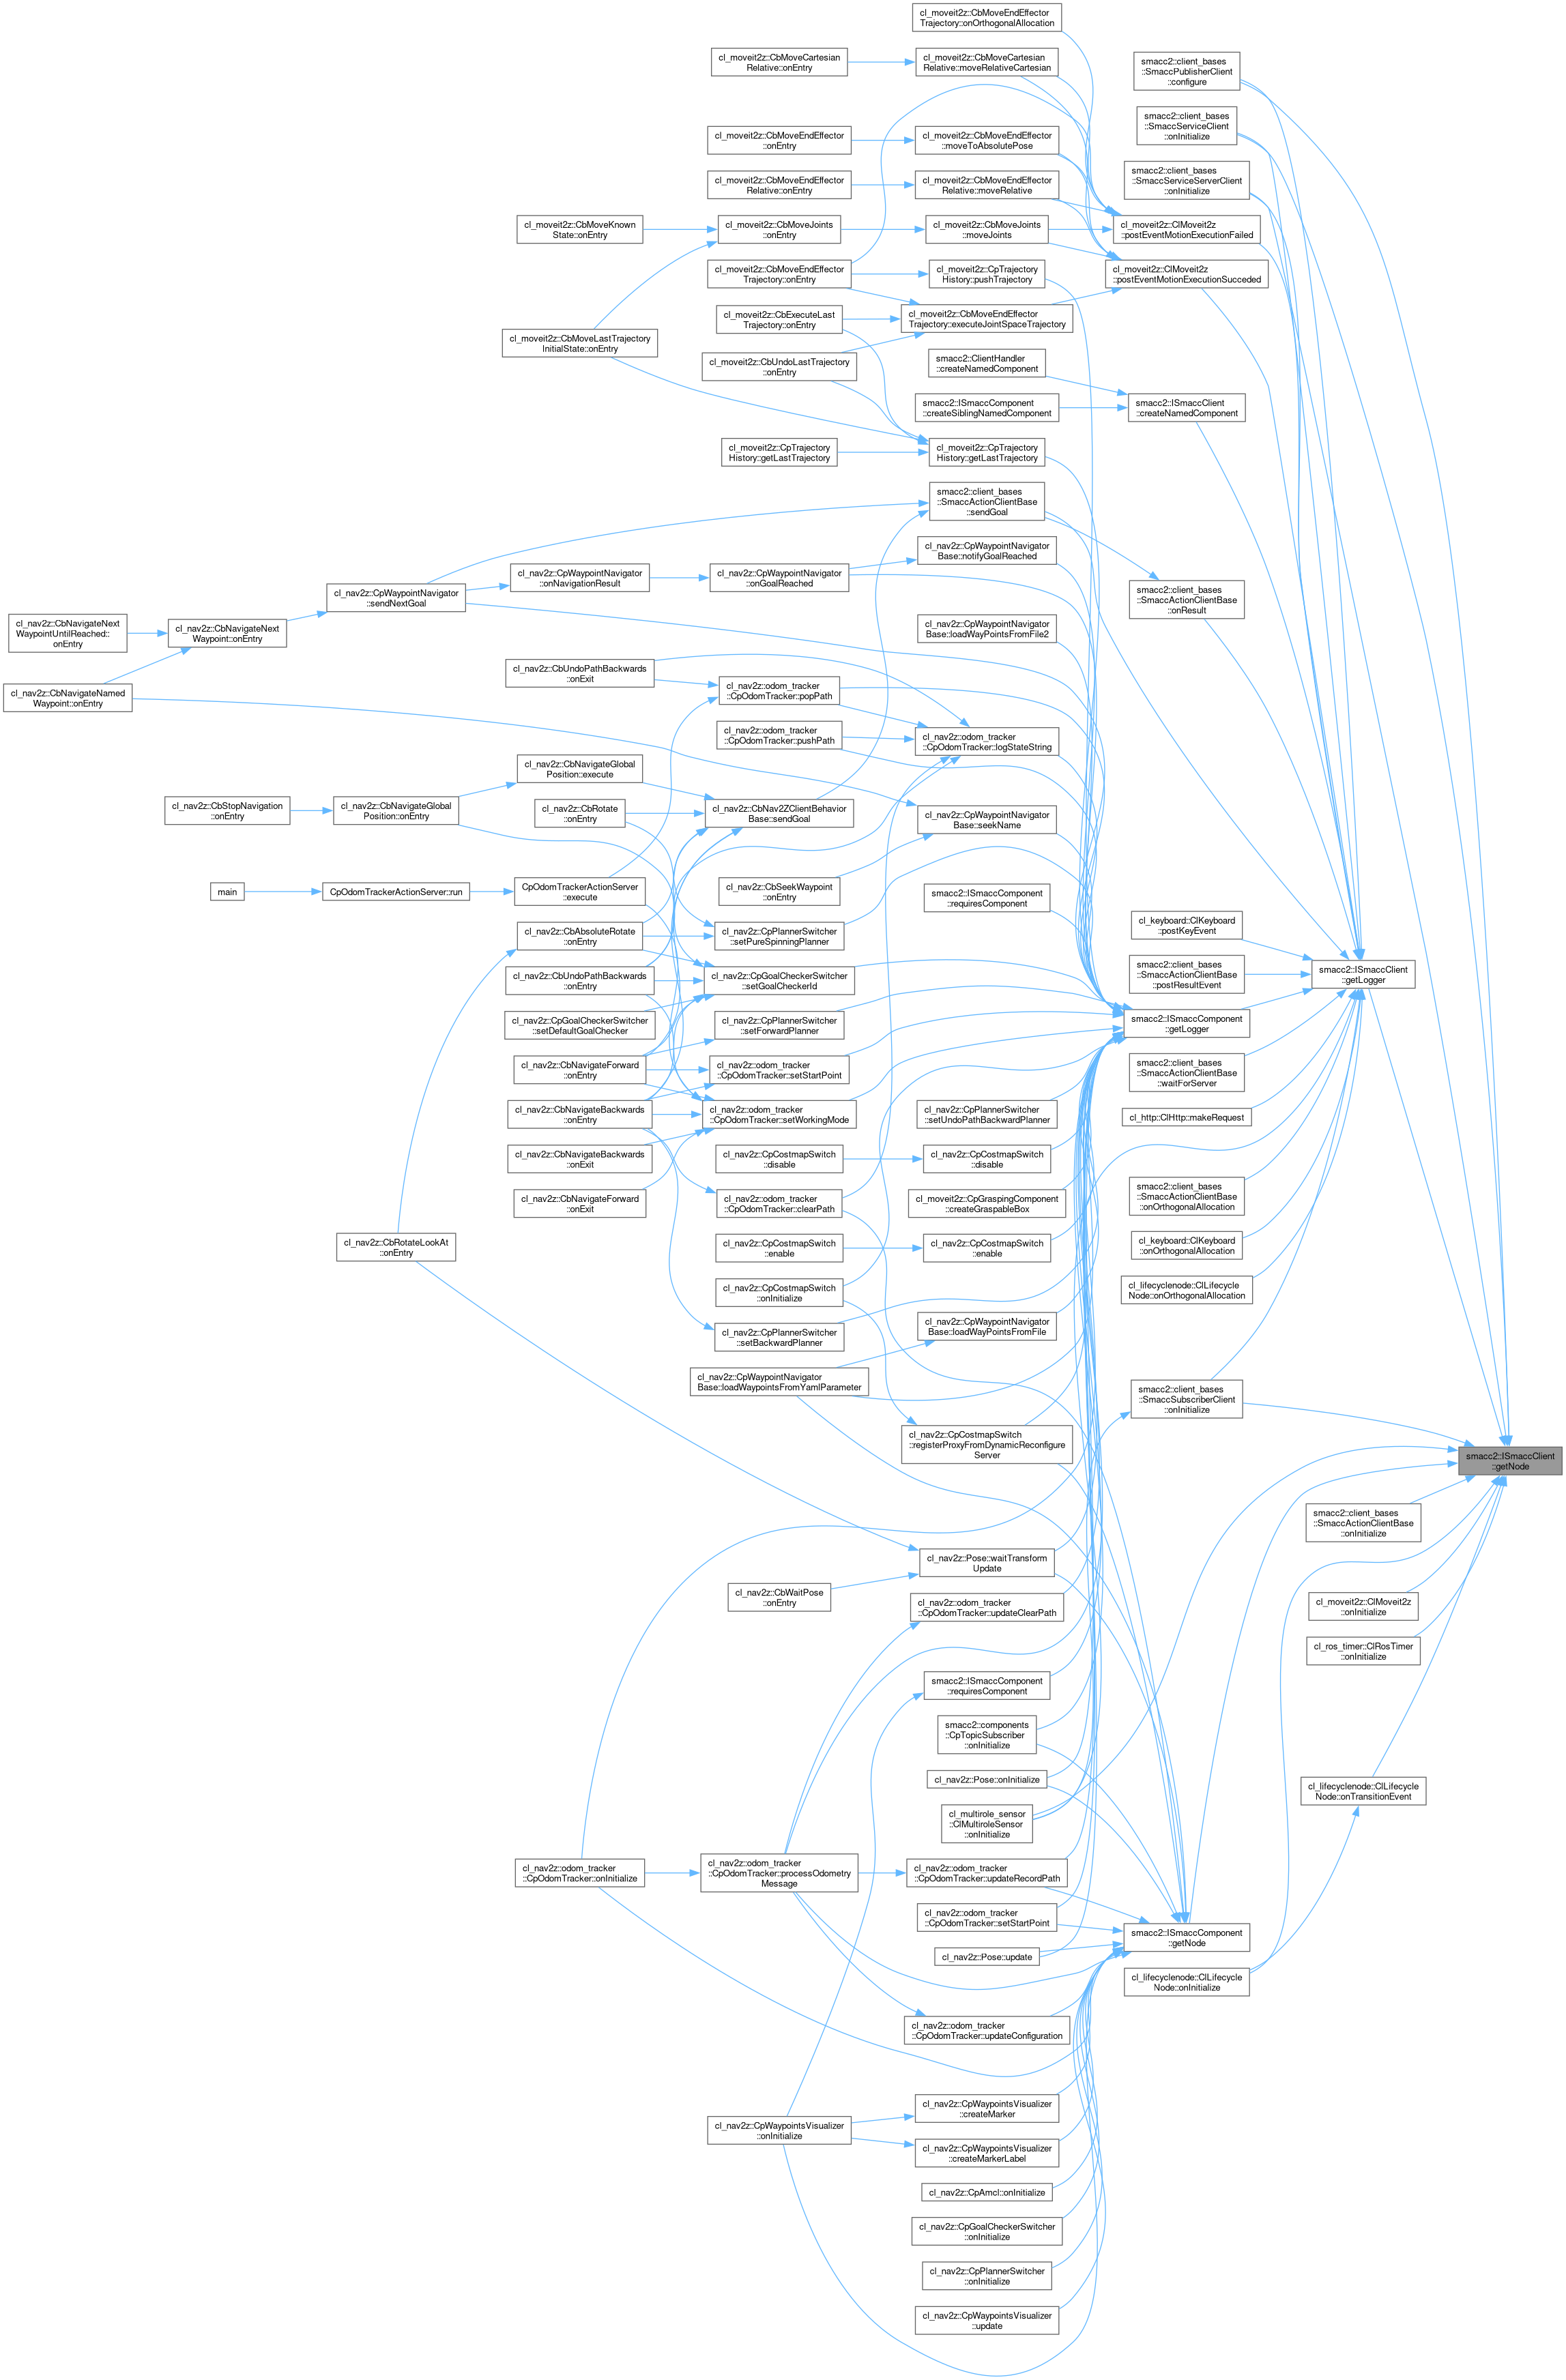 cl_moveit2z::CbMoveEndEffector
Trajectory::onOrthogonalAllocation
cl_moveit2z::CbMoveCartesian
Relative::onEntry
cl_moveit2z::CbMoveCartesian
Relative::moveRelativeCartesian
smacc2::client_bases
::SmaccPublisherClient
::configure
smacc2::client_bases
::SmaccServiceClient
::onInitialize
cl_moveit2z::CbMoveEndEffector
::onEntry
cl_moveit2z::CbMoveEndEffector
::moveToAbsolutePose
smacc2::client_bases
::SmaccServiceServerClient
::onInitialize
cl_moveit2z::CbMoveEndEffector
Relative::onEntry
cl_moveit2z::CbMoveEndEffector
Relative::moveRelative
cl_moveit2z::CbMoveKnown
State::onEntry
cl_moveit2z::CbMoveJoints
::onEntry
cl_moveit2z::CbMoveJoints
::moveJoints
cl_moveit2z::ClMoveit2z
::postEventMotionExecutionFailed
cl_moveit2z::CbMoveEndEffector
Trajectory::onEntry
cl_moveit2z::CpTrajectory
History::pushTrajectory
cl_moveit2z::ClMoveit2z
::postEventMotionExecutionSucceded
cl_moveit2z::CbExecuteLast
Trajectory::onEntry
cl_moveit2z::CbMoveEndEffector
Trajectory::executeJointSpaceTrajectory
cl_moveit2z::CbMoveLastTrajectory
InitialState::onEntry
cl_moveit2z::CbUndoLastTrajectory
::onEntry
smacc2::ClientHandler
::createNamedComponent
smacc2::ISmaccComponent
::createSiblingNamedComponent
smacc2::ISmaccClient
::createNamedComponent
cl_moveit2z::CpTrajectory
History::getLastTrajectory
cl_moveit2z::CpTrajectory
History::getLastTrajectory
smacc2::client_bases
::SmaccActionClientBase
::sendGoal
cl_nav2z::CpWaypointNavigator
Base::notifyGoalReached
cl_nav2z::CpWaypointNavigator
::sendNextGoal
cl_nav2z::CpWaypointNavigator
::onNavigationResult
cl_nav2z::CpWaypointNavigator
::onGoalReached
smacc2::client_bases
::SmaccActionClientBase
::onResult
cl_nav2z::CbNavigateNext
WaypointUntilReached::
onEntry
cl_nav2z::CbNavigateNext
Waypoint::onEntry
cl_nav2z::CpWaypointNavigator
Base::loadWayPointsFromFile2
cl_nav2z::CbNavigateNamed
Waypoint::onEntry
cl_nav2z::CbUndoPathBackwards
::onExit
cl_nav2z::odom_tracker
::CpOdomTracker::popPath
cl_nav2z::odom_tracker
::CpOdomTracker::pushPath
cl_nav2z::odom_tracker
::CpOdomTracker::logStateString
cl_nav2z::CbNavigateGlobal
Position::execute
cl_nav2z::CbStopNavigation
::onEntry
cl_nav2z::CbNavigateGlobal
Position::onEntry
cl_nav2z::CbRotate
::onEntry
cl_nav2z::CbNav2ZClientBehavior
Base::sendGoal
cl_nav2z::CpWaypointNavigator
Base::seekName
main
CpOdomTrackerActionServer::run
CpOdomTrackerActionServer
::execute
cl_nav2z::CbSeekWaypoint
::onEntry
smacc2::ISmaccComponent
::requiresComponent
cl_keyboard::ClKeyboard
::postKeyEvent
cl_nav2z::CbAbsoluteRotate
::onEntry
cl_nav2z::CpPlannerSwitcher
::setPureSpinningPlanner
smacc2::client_bases
::SmaccActionClientBase
::postResultEvent
smacc2::ISmaccClient
::getLogger
cl_nav2z::CbUndoPathBackwards
::onEntry
cl_nav2z::CpGoalCheckerSwitcher
::setGoalCheckerId
cl_nav2z::CpGoalCheckerSwitcher
::setDefaultGoalChecker
cl_nav2z::CpPlannerSwitcher
::setForwardPlanner
smacc2::ISmaccComponent
::getLogger
cl_nav2z::CbNavigateForward
::onEntry
cl_nav2z::odom_tracker
::CpOdomTracker::setStartPoint
smacc2::client_bases
::SmaccActionClientBase
::waitForServer
cl_nav2z::CbNavigateBackwards
::onEntry
cl_nav2z::odom_tracker
::CpOdomTracker::setWorkingMode
cl_nav2z::CpPlannerSwitcher
::setUndoPathBackwardPlanner
cl_http::ClHttp::makeRequest
cl_nav2z::CbNavigateBackwards
::onExit
cl_nav2z::CpCostmapSwitch
::disable
cl_nav2z::CpCostmapSwitch
::disable
cl_nav2z::CbNavigateForward
::onExit
cl_nav2z::odom_tracker
::CpOdomTracker::clearPath
cl_moveit2z::CpGraspingComponent
::createGraspableBox
smacc2::client_bases
::SmaccActionClientBase
::onOrthogonalAllocation
cl_nav2z::CbRotateLookAt
::onEntry
cl_nav2z::CpCostmapSwitch
::enable
cl_nav2z::CpCostmapSwitch
::enable
cl_keyboard::ClKeyboard
::onOrthogonalAllocation
cl_nav2z::CpCostmapSwitch
::onInitialize
cl_lifecyclenode::ClLifecycle
Node::onOrthogonalAllocation
cl_nav2z::CpPlannerSwitcher
::setBackwardPlanner
cl_nav2z::CpWaypointNavigator
Base::loadWayPointsFromFile
cl_nav2z::CpWaypointNavigator
Base::loadWaypointsFromYamlParameter
smacc2::client_bases
::SmaccSubscriberClient
::onInitialize
cl_nav2z::CpCostmapSwitch
::registerProxyFromDynamicReconfigure
Server
smacc2::ISmaccClient
::getNode
smacc2::client_bases
::SmaccActionClientBase
::onInitialize
cl_nav2z::Pose::waitTransform
Update
cl_nav2z::CbWaitPose
::onEntry
cl_nav2z::odom_tracker
::CpOdomTracker::updateClearPath
cl_moveit2z::ClMoveit2z
::onInitialize
cl_ros_timer::ClRosTimer
::onInitialize
smacc2::ISmaccComponent
::requiresComponent
smacc2::components
::CpTopicSubscriber
::onInitialize
cl_nav2z::Pose::onInitialize
cl_lifecyclenode::ClLifecycle
Node::onTransitionEvent
cl_multirole_sensor
::ClMultiroleSensor
::onInitialize
cl_nav2z::odom_tracker
::CpOdomTracker::onInitialize
cl_nav2z::odom_tracker
::CpOdomTracker::processOdometry
Message
cl_nav2z::odom_tracker
::CpOdomTracker::updateRecordPath
cl_nav2z::odom_tracker
::CpOdomTracker::setStartPoint
smacc2::ISmaccComponent
::getNode
cl_nav2z::Pose::update
cl_lifecyclenode::ClLifecycle
Node::onInitialize
cl_nav2z::odom_tracker
::CpOdomTracker::updateConfiguration
cl_nav2z::CpWaypointsVisualizer
::createMarker
cl_nav2z::CpWaypointsVisualizer
::onInitialize
cl_nav2z::CpWaypointsVisualizer
::createMarkerLabel
cl_nav2z::CpAmcl::onInitialize
cl_nav2z::CpGoalCheckerSwitcher
::onInitialize
cl_nav2z::CpPlannerSwitcher
::onInitialize
cl_nav2z::CpWaypointsVisualizer
::update